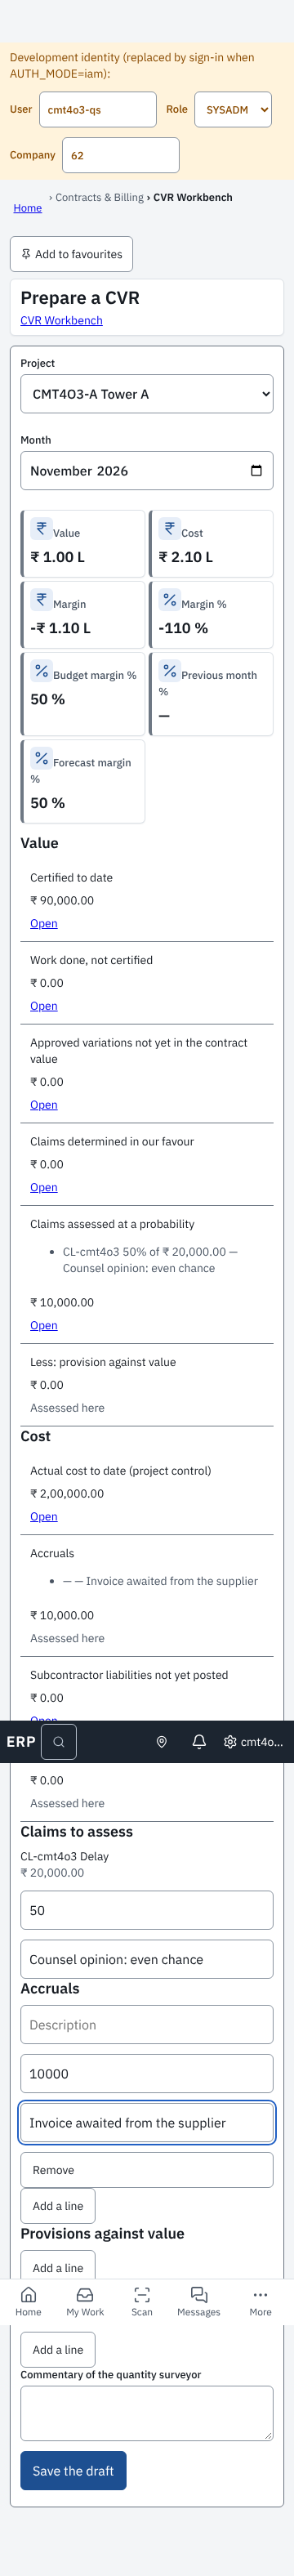 Development identity (replaced by sign-in when
AUTH_MODE=iam):
User cmt4o3-qs Role SYSADM
Company 62
Home › Contracts & Billing › CVR Workbench
Add to favourites
Prepare a CVR
CVR Workbench
Project
CMT4O3-A Tower A
Month
November 2026
Value
₹ 1.00 L
Cost
₹ 2.10 L
Margin
-₹ 1.10 L
Margin %
-110 %
Budget margin %
50 %
Previous month
%
—
Forecast margin
%
50 %
Value
Certified to date
₹ 90,000.00
Open
Work done, not certified
₹ 0.00
Open
Approved variations not yet in the contract
value
₹ 0.00
Open
Claims determined in our favour
₹ 0.00
Open
Claims assessed at a probability
• CL-cmt4o3 50% of ₹ 20,000.00 —
Counsel opinion: even chance
₹ 10,000.00
Open
Less: provision against value
₹ 0.00
Assessed here
Cost
Actual cost to date (project control)
₹ 2,00,000.00
Open
Accruals
• — — Invoice awaited from the supplier
₹ 10,000.00
Assessed here
Subcontractor liabilities not yet posted
₹ 0.00
ERP cmt4o...
₹ 0.00
Assessed here
Claims to assess
CL-cmt4o3 Delay
₹ 20,000.00
50
Counsel opinion: even chance
Accruals
Description
10000
Invoice awaited from the supplier
Remove
Add a line
Provisions against value
Add a line
Home My Work Scan Messages More
Add a line
Commentary of the quantity surveyor
Save the draft